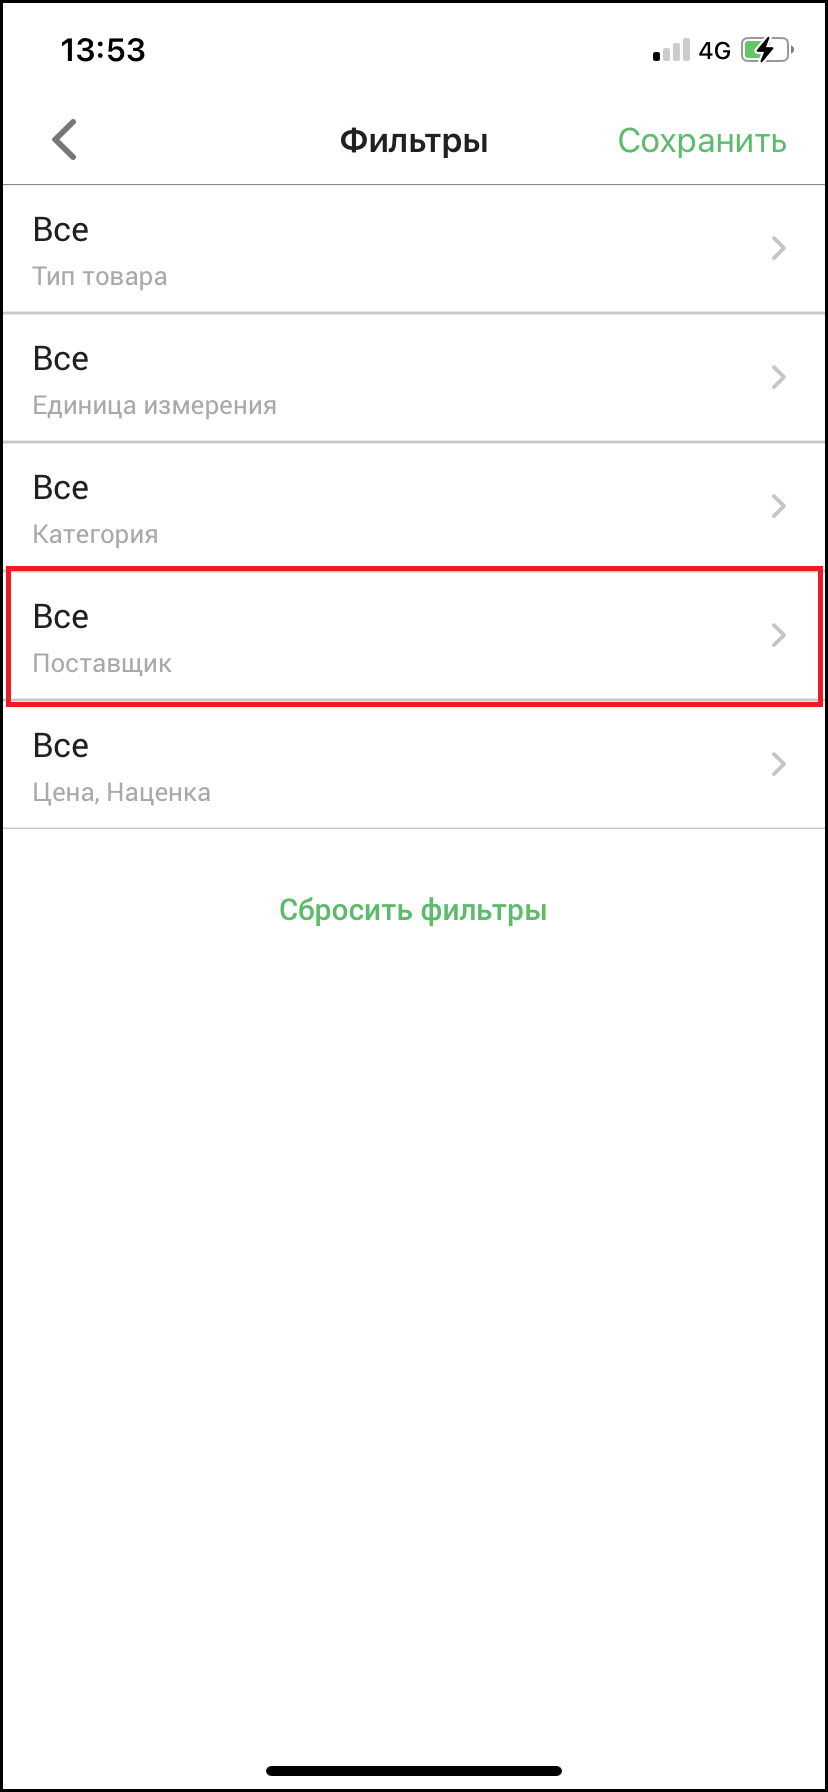 13:53
4G
Фильтры
Сохранить
Все
Тип товара
Все
Единица измерения
Все
Категория
Все
Поставщик
Все
Цена, Наценка
Сбросить фильтры